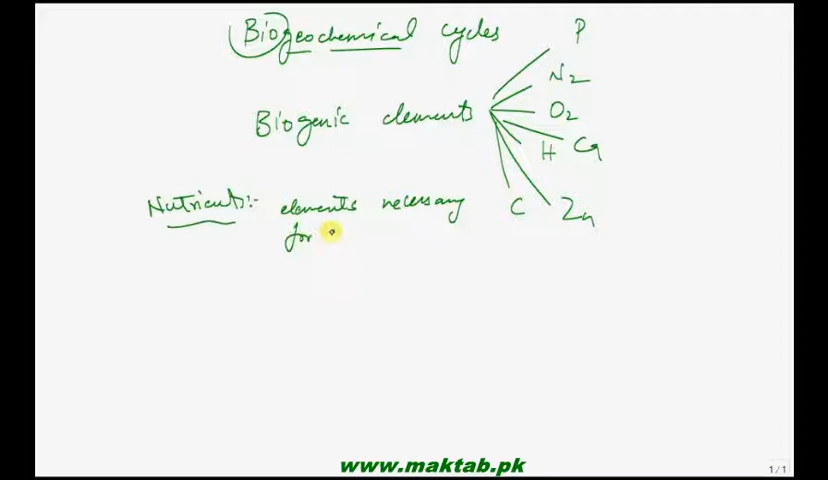 Biogeochemical cycles
P
N2
Biogenic elements
O2
H Ca
Nutrients:- elements necessary
C Zn
for
www.maktab.pk
1/1